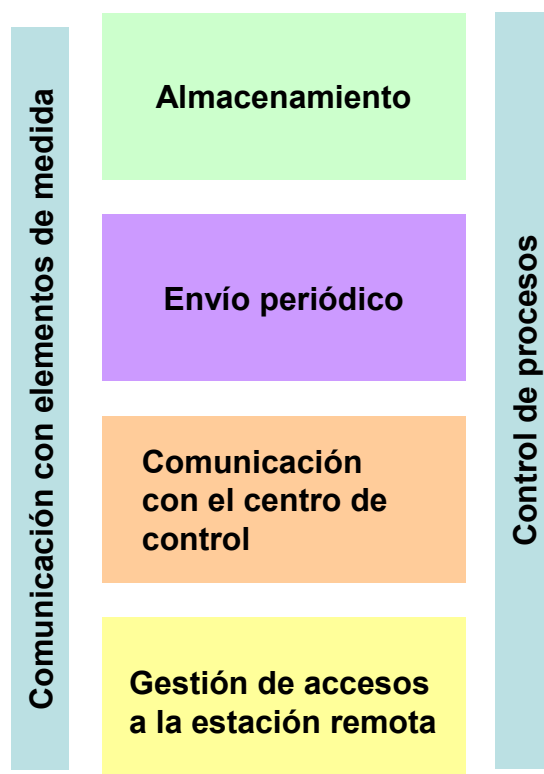 Comunicación con elementos de medida
Almacenamiento
Envío periódico
Comunicación
con el centro de
control
Gestión de accesos
a la estación remota
Control de procesos